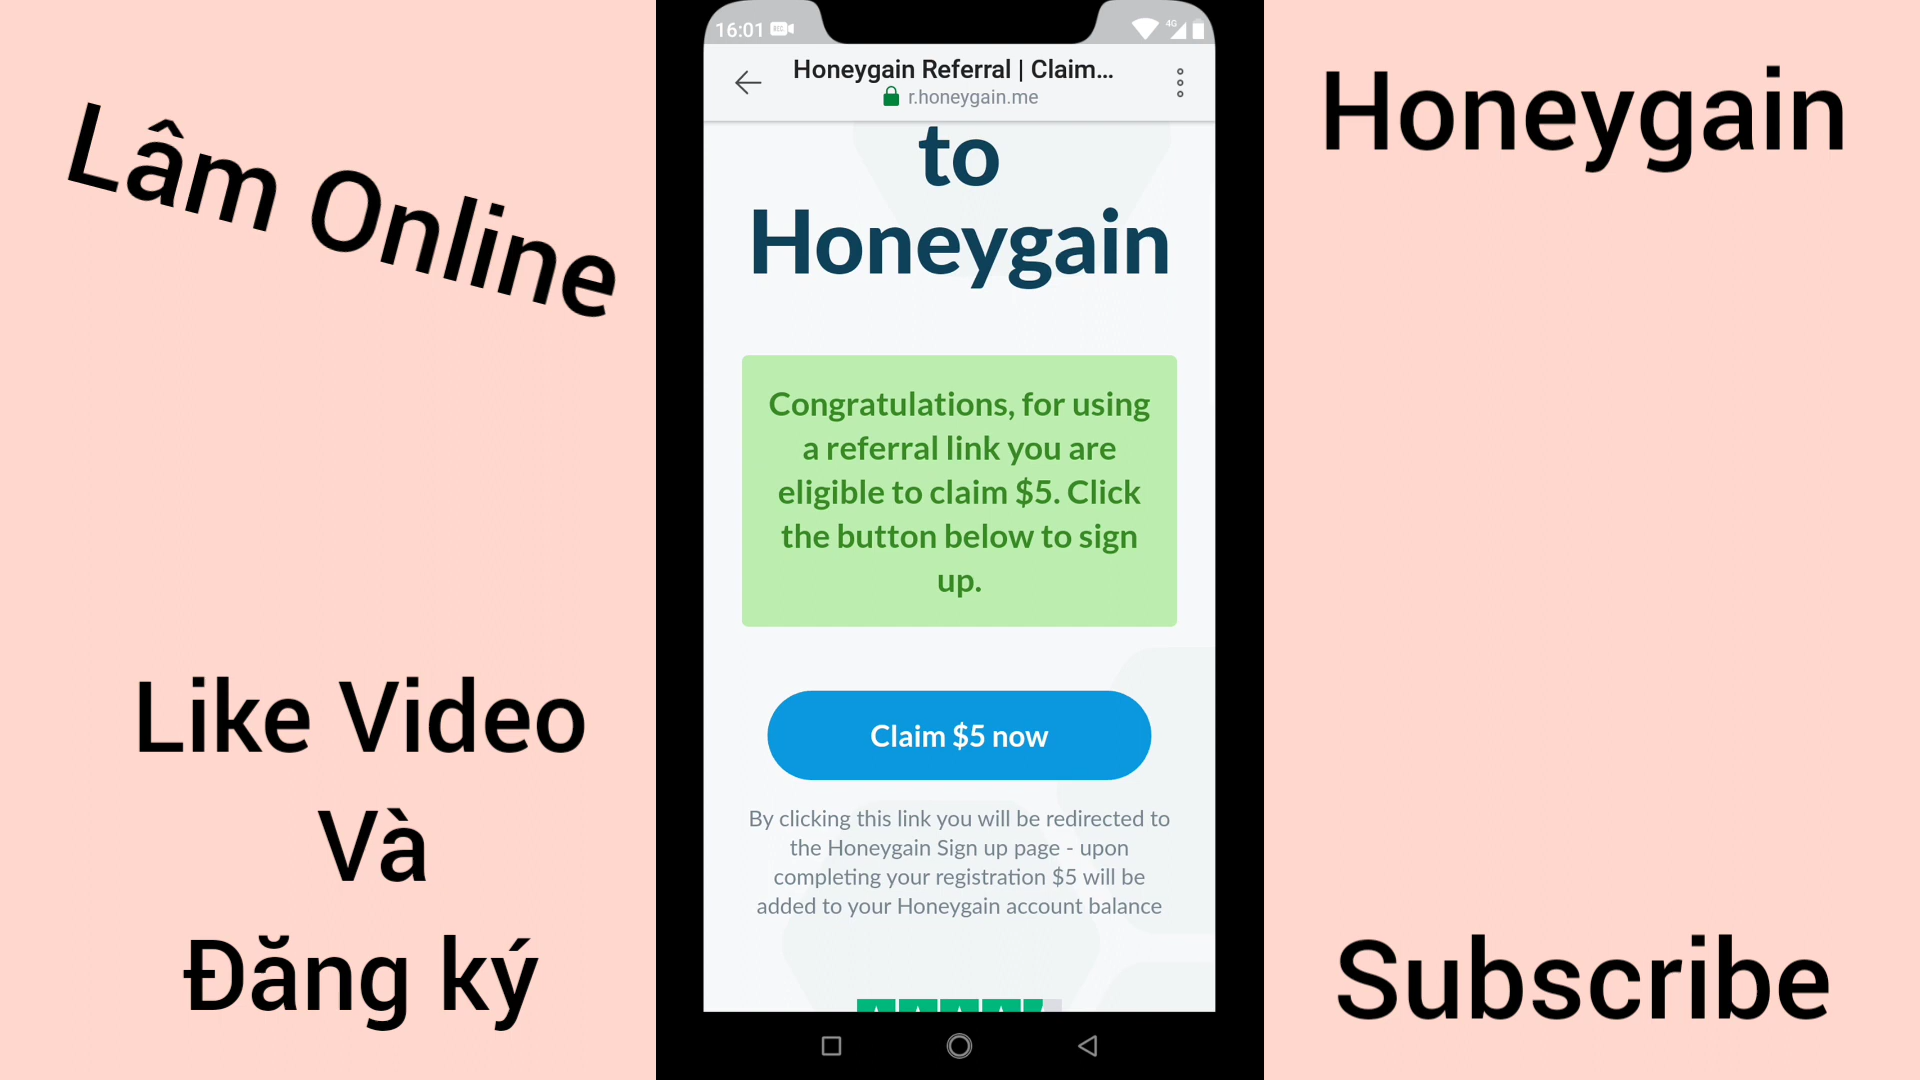 Lâm Online
Like Video
Và
Đăng ký
16:01
REC
4G
Honeygain Referral | Claim...
r.honeygain.me
to
Honeygain
Congratulations, for using
a referral link you are
eligible to claim $5. Click
the button below to sign
up.
Claim $5 now
By clicking this link you will be redirected to
the Honeygain Sign up page - upon
completing your registration $5 will be
added to your Honeygain account balance
Honeygain
Subscribe